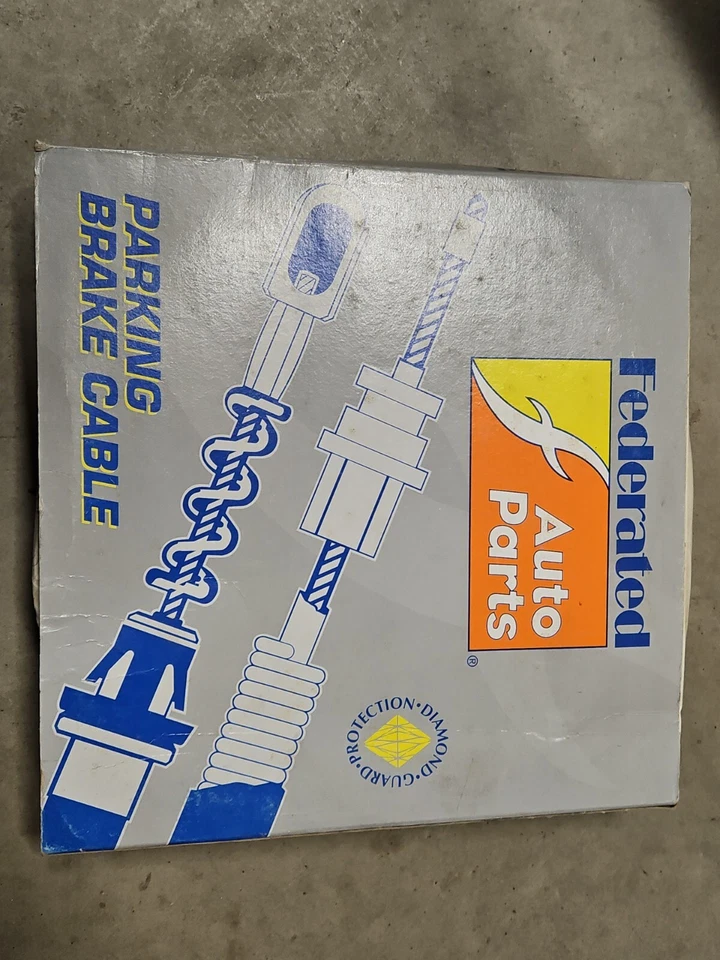 Federated
Auto
Parts
®
DIAMOND•GUARD•PROTECTION•
PARKING
BRAKE CABLE